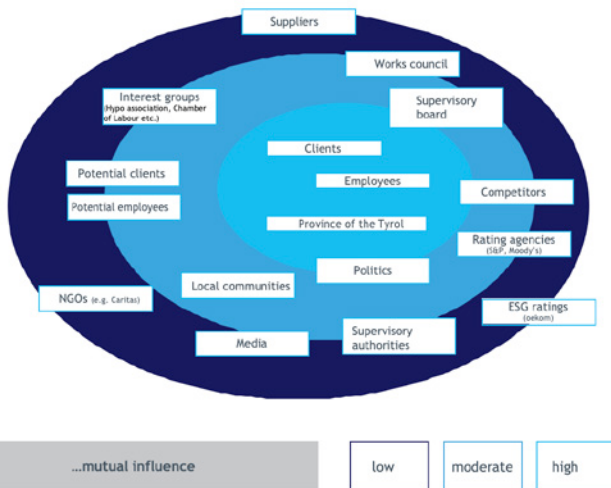 Suppliers
Works council
Interest groups
(Hypo association, Chamber
of Labour etc.)
Supervisory
board
Clients
Potential clients
Employees
Competitors
Potential employees
Province of the Tyrol
Rating agencies
(S&P, Moody's)
Politics
Local communities
NGOs (e.g. Caritas)
ESG ratings
(oekom)
Media
Supervisory
authorities
...mutual influence
low
moderate
high